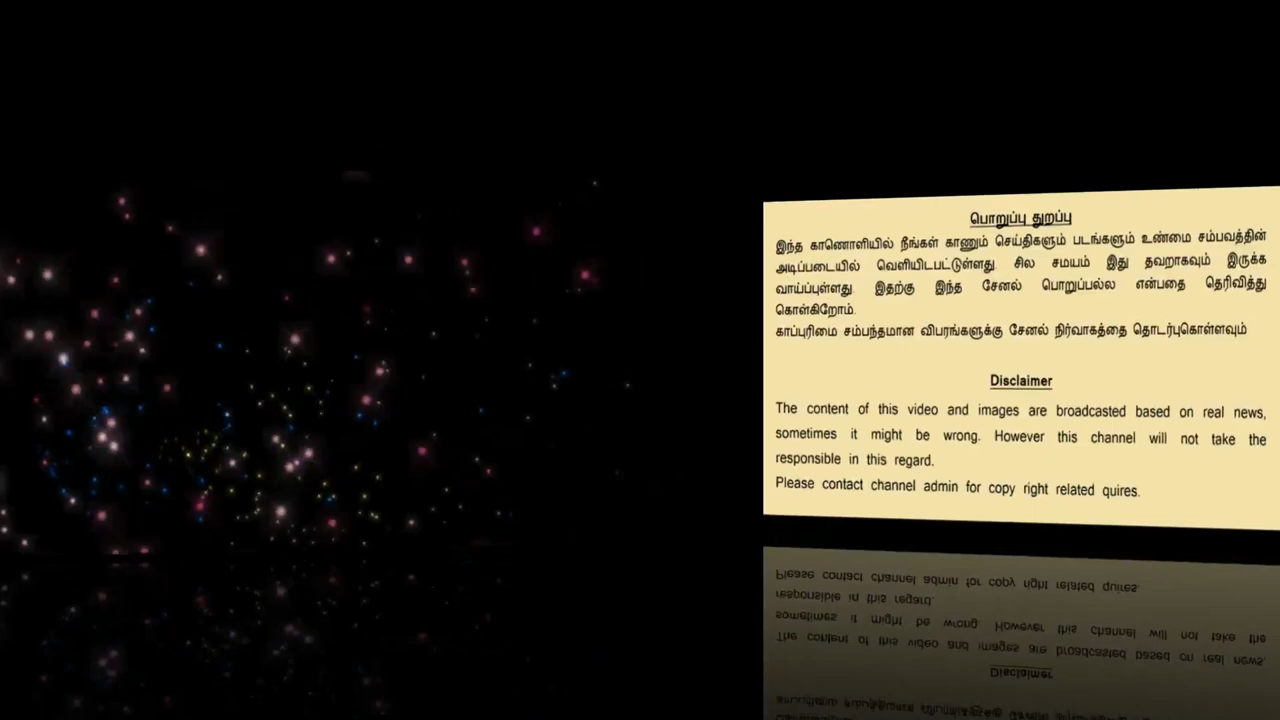 பொறுப்பு துறப்பு
இந்த காணொளியில் நீங்கள் காணும் செய்திகளும் படங்களும் உண்மை சம்பவத்தின்
அடிப்படையில் வெளியிடபட்டுள்ளது. சில சமயம் இது தவறாகவும் இருக்க
வாய்ப்புள்ளது. இதற்கு இந்த சேனல் பொறுப்பல்ல என்பதை தெரிவித்து
கொள்கிறோம்.
காப்புரிமை சம்பந்தமான விபரங்களுக்கு சேனல் நிர்வாகத்தை தொடர்புகொள்ளவும்
Disclaimer
The content of this video and images are broadcasted based on real news,
sometimes it might be wrong. However this channel will not take the
responsible in this regard.
Please contact channel admin for copy right related quires.